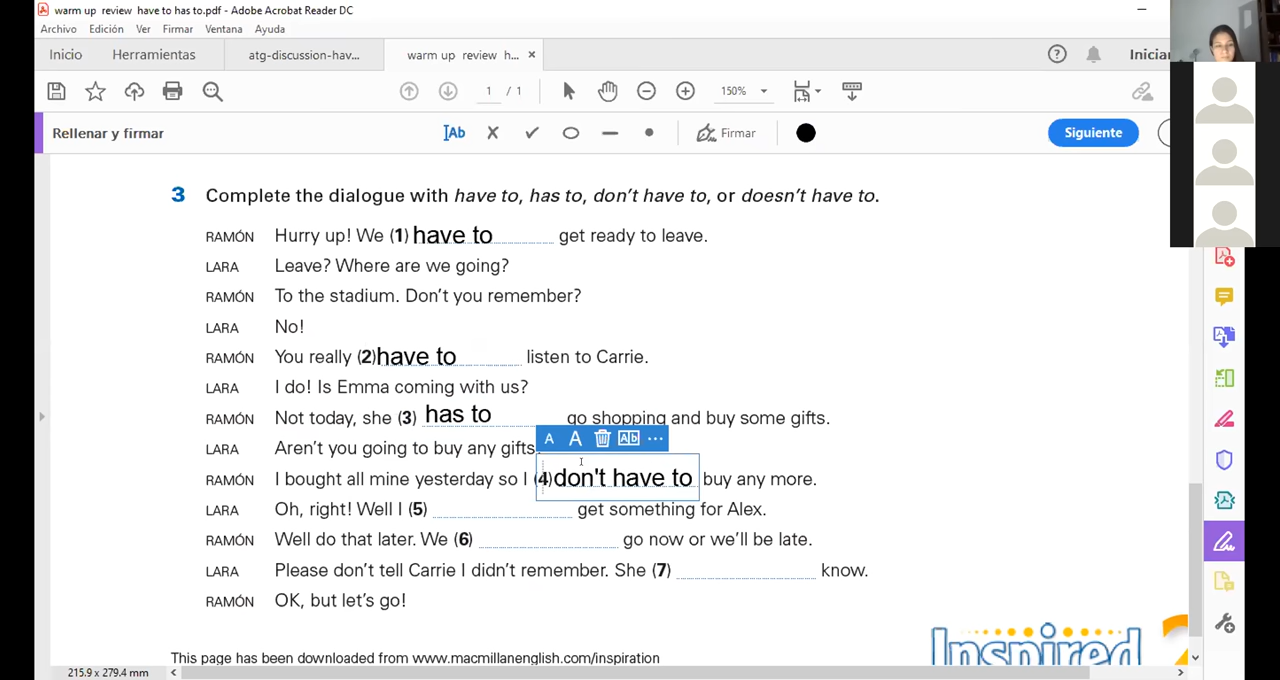 warm up  review  have to has to.pdf - Adobe Acrobat Reader DC
Archivo Edición Ver Firmar Ventana Ayuda
Inicio Herramientas atg-discussion-hav... warm up  review  h... ×
1 / 1 150%
Rellenar y firmar Ab Firmar Siguiente
3 Complete the dialogue with have to, has to, don't have to, or doesn't have to.
RAMÓN Hurry up! We (1) have to get ready to leave.
LARA Leave? Where are we going?
RAMÓN To the stadium. Don't you remember?
LARA No!
RAMÓN You really (2) have to listen to Carrie.
LARA I do! Is Emma coming with us?
RAMÓN Not today, she (3) has to go shopping and buy some gifts.
LARA Aren't you going to buy any gifts
A A Ab ...
RAMÓN I bought all mine yesterday so I (4) don't have to buy any more.
LARA Oh, right! Well I (5) get something for Alex.
RAMÓN Well do that later. We (6) go now or we'll be late.
LARA Please don't tell Carrie I didn't remember. She (7) know.
RAMÓN OK, but let's go!
This page has been downloaded from www.macmillanenglish.com/inspiration
Inspired
215.9 x 279.4 mm